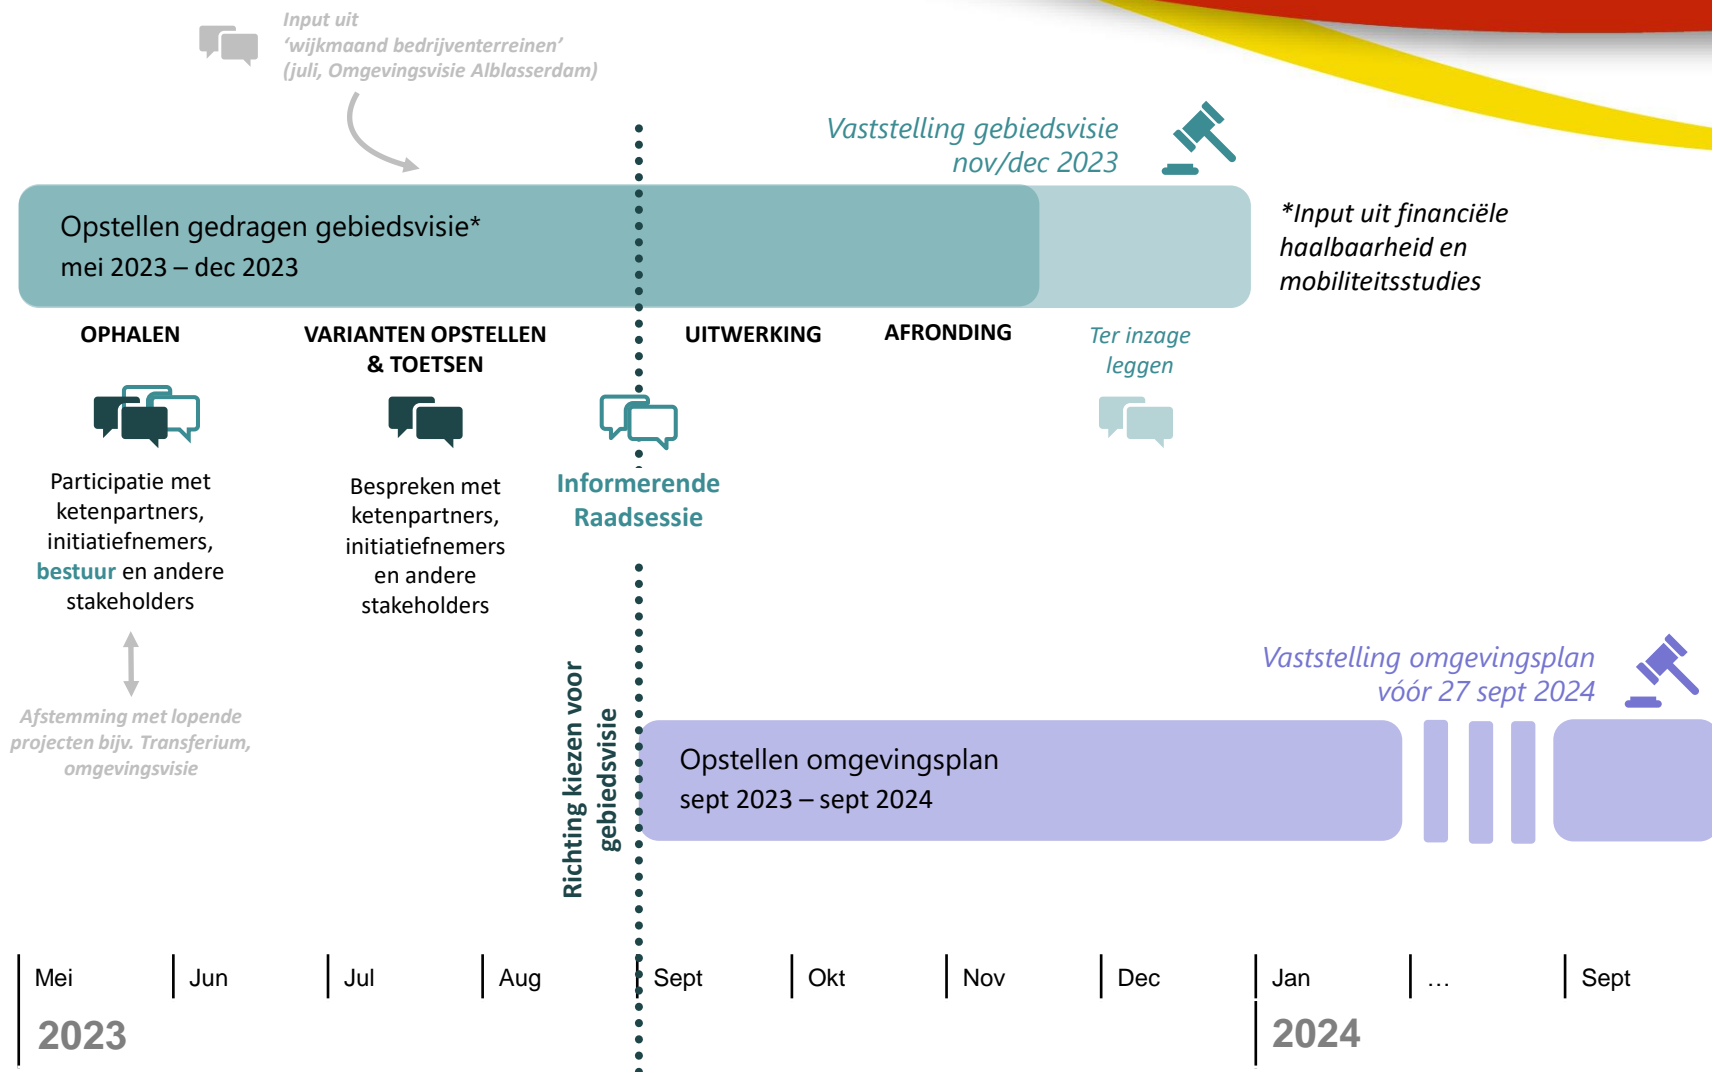 Input uit
‘wijkmaand bedrijventerreinen’
(juli, Omgevingsvisie Alblasserdam)
Vaststelling gebiedsvisie
nov/dec 2023
Opstellen gedragen gebiedsvisie*
mei 2023 – dec 2023
*Input uit financiële
haalbaarheid en
mobiliteitsstudies
OPHALEN
VARIANTEN OPSTELLEN
& TOETSEN
UITWERKING
AFRONDING
Ter inzage
leggen
Participatie met
ketenpartners,
initiatiefnemers,
bestuur en andere
stakeholders
Bespreken met
ketenpartners,
initiatiefnemers
en andere
stakeholders
Informerende
Raadsessie
Afstemming met lopende
projecten bijv. Transferium,
omgevingsvisie
Richting kiezen voor
gebiedsvisie
Vaststelling omgevingsplan
vóór 27 sept 2024
Opstellen omgevingsplan
sept 2023 – sept 2024
Mei Jun Jul Aug Sept Okt Nov Dec Jan … Sept
2023 2024